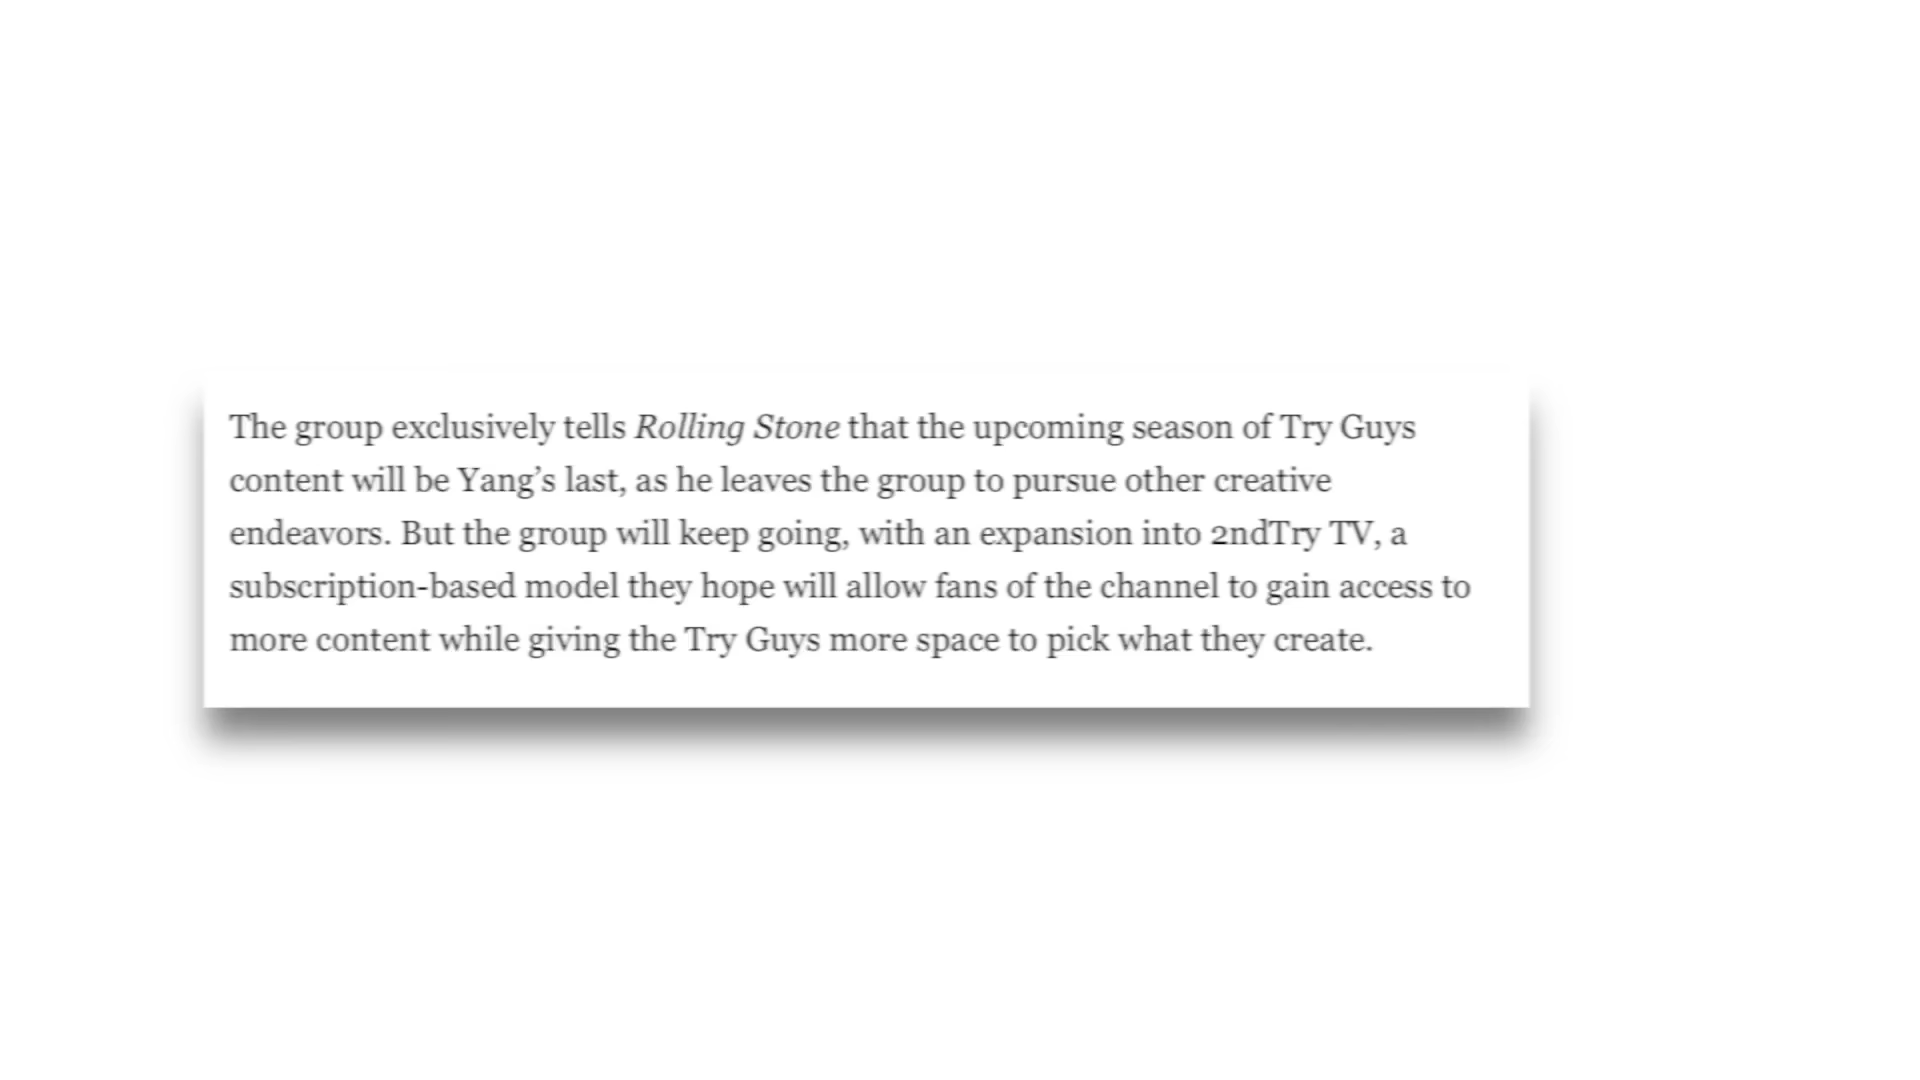 The group exclusively tells Rolling Stone that the upcoming season of Try Guys
content will be Yang’s last, as he leaves the group to pursue other creative
endeavors. But the group will keep going, with an expansion into 2ndTry TV, a
subscription-based model they hope will allow fans of the channel to gain access to
more content while giving the Try Guys more space to pick what they create.